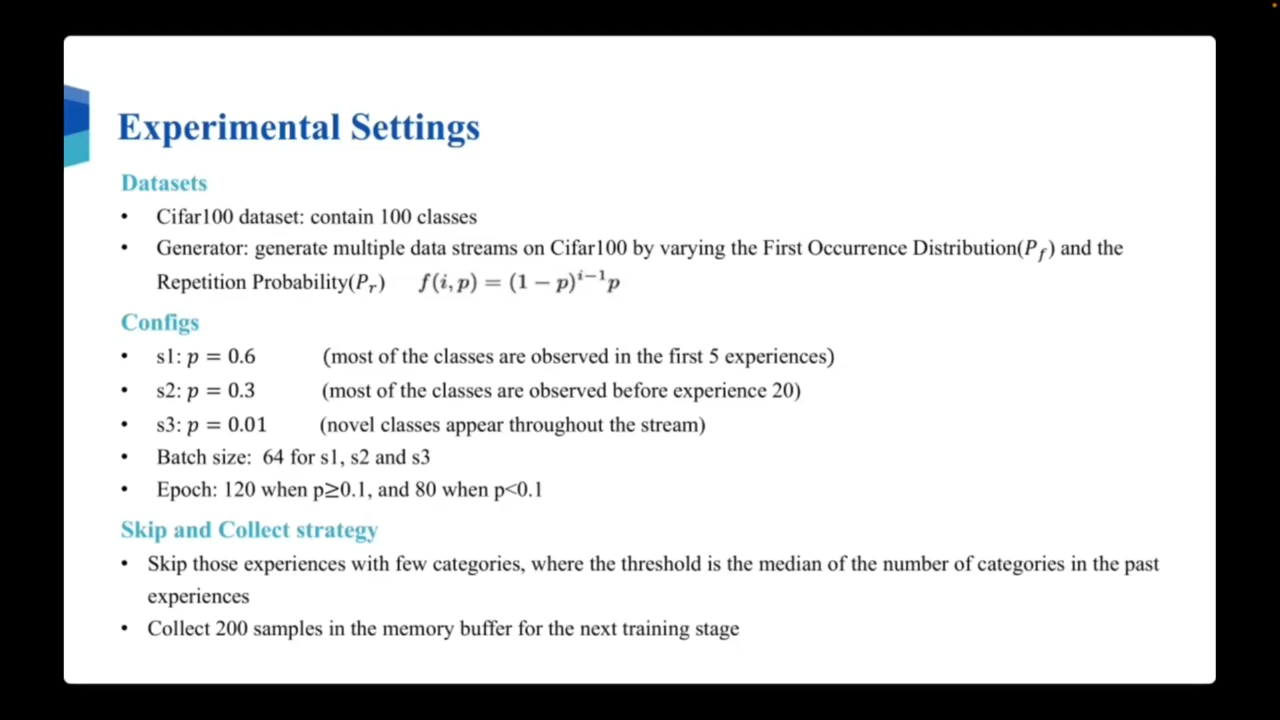 Experimental Settings
Datasets
• Cifar100 dataset: contain 100 classes
• Generator: generate multiple data streams on Cifar100 by varying the First Occurrence Distribution(P_f) and the
Repetition Probability(P_r) f(i, p) = (1 − p)^{i−1}p
Configs
• s1: p = 0.6 (most of the classes are observed in the first 5 experiences)
• s2: p = 0.3 (most of the classes are observed before experience 20)
• s3: p = 0.01 (novel classes appear throughout the stream)
• Batch size: 64 for s1, s2 and s3
• Epoch: 120 when p≥0.1, and 80 when p<0.1
Skip and Collect strategy
• Skip those experiences with few categories, where the threshold is the median of the number of categories in the past
experiences
• Collect 200 samples in the memory buffer for the next training stage